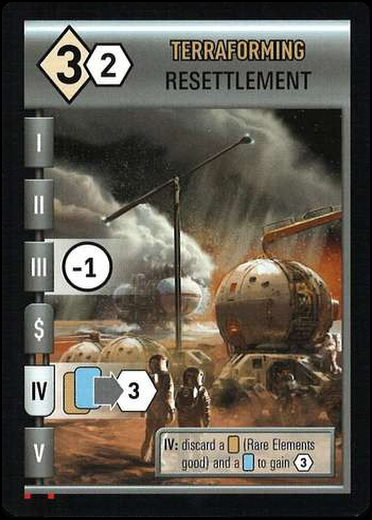 3 2
TERRAFORMING
RESETTLEMENT
I
II
III -1
$
IV 3
V
IV: discard a (Rare Elements
good) and a to gain 3